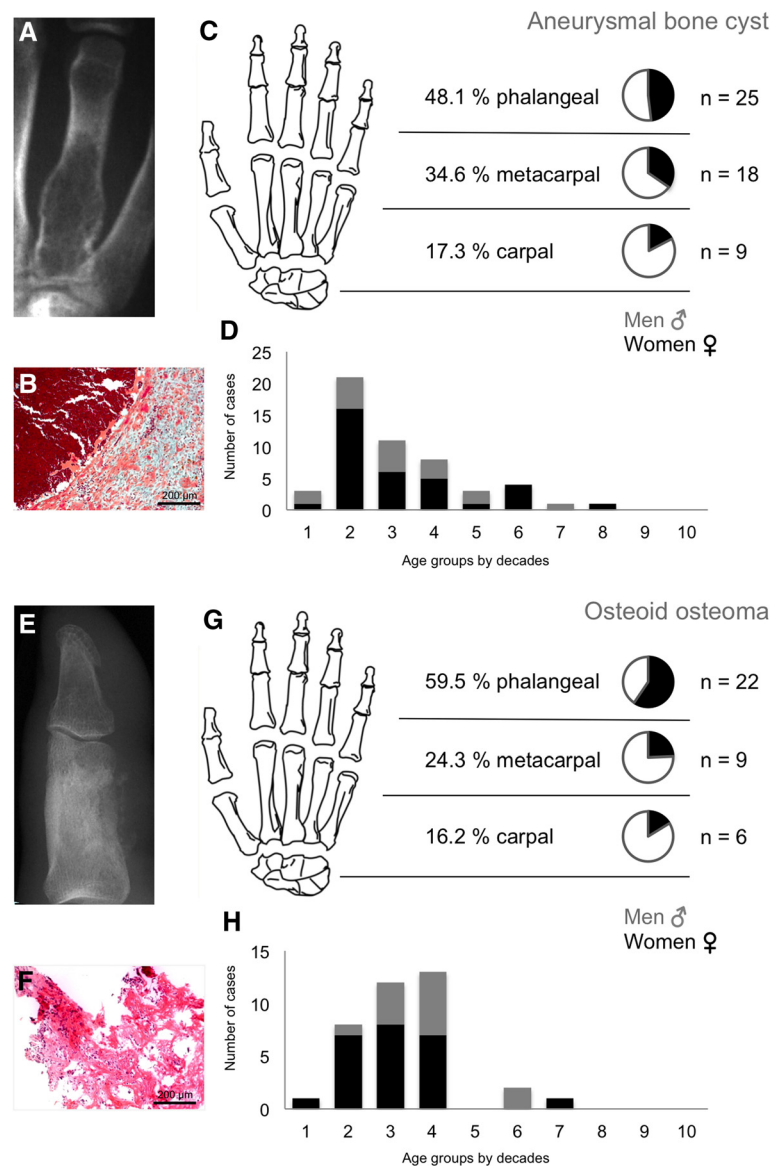 A
C
Aneurysmal bone cyst
48.1 % phalangeal n = 25
34.6 % metacarpal n = 18
17.3 % carpal n = 9
Men ♂
Women ♀
B
200 µm
D
Number of cases
25
20
15
10
5
0
1 2 3 4 5 6 7 8 9 10
Age groups by decades
E
G
Osteoid osteoma
59.5 % phalangeal n = 22
24.3 % metacarpal n = 9
16.2 % carpal n = 6
Men ♂
Women ♀
F
200 µm
H
Number of cases
15
10
5
0
1 2 3 4 5 6 7 8 9 10
Age groups by decades